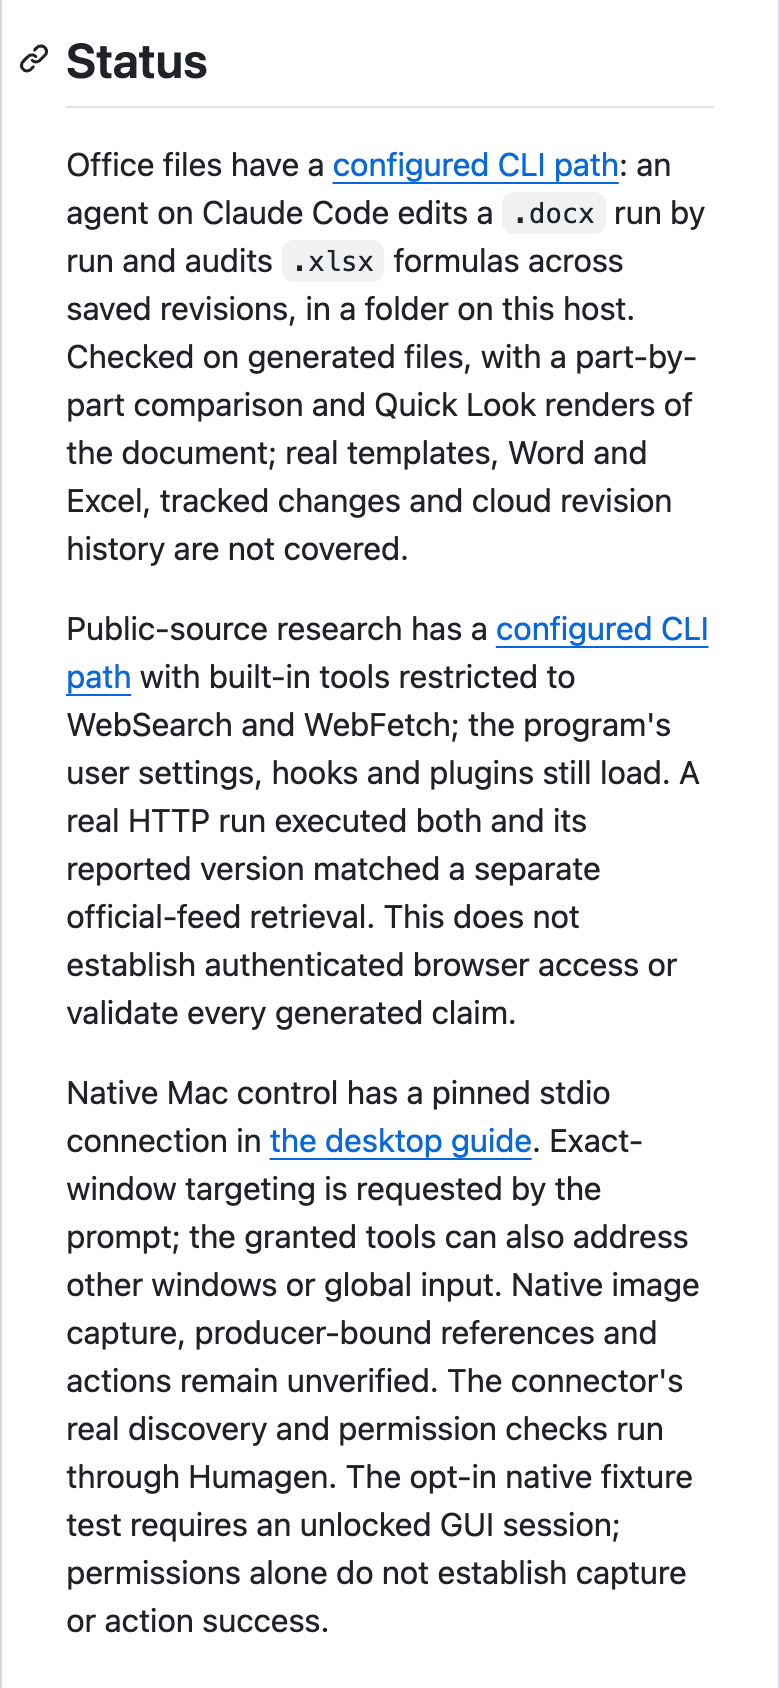 Status
Office files have a configured CLI path: an
agent on Claude Code edits a .docx run by
run and audits .xlsx formulas across
saved revisions, in a folder on this host.
Checked on generated files, with a part-by-
part comparison and Quick Look renders of
the document; real templates, Word and
Excel, tracked changes and cloud revision
history are not covered.
Public-source research has a configured CLI
path with built-in tools restricted to
WebSearch and WebFetch; the program's
user settings, hooks and plugins still load. A
real HTTP run executed both and its
reported version matched a separate
official-feed retrieval. This does not
establish authenticated browser access or
validate every generated claim.
Native Mac control has a pinned stdio
connection in the desktop guide. Exact-
window targeting is requested by the
prompt; the granted tools can also address
other windows or global input. Native image
capture, producer-bound references and
actions remain unverified. The connector's
real discovery and permission checks run
through Humagen. The opt-in native fixture
test requires an unlocked GUI session;
permissions alone do not establish capture
or action success.